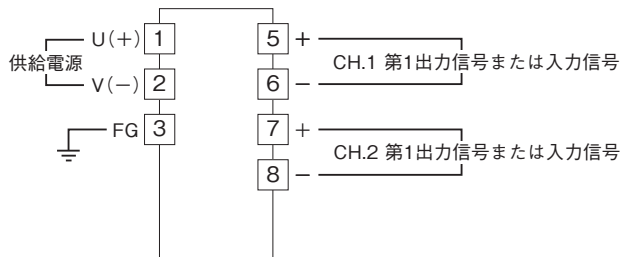 U(+) 1
供給電源
V(−) 2
FG 3
5 +
CH.1 第1出力信号または入力信号
6 −
7 +
CH.2 第1出力信号または入力信号
8 −